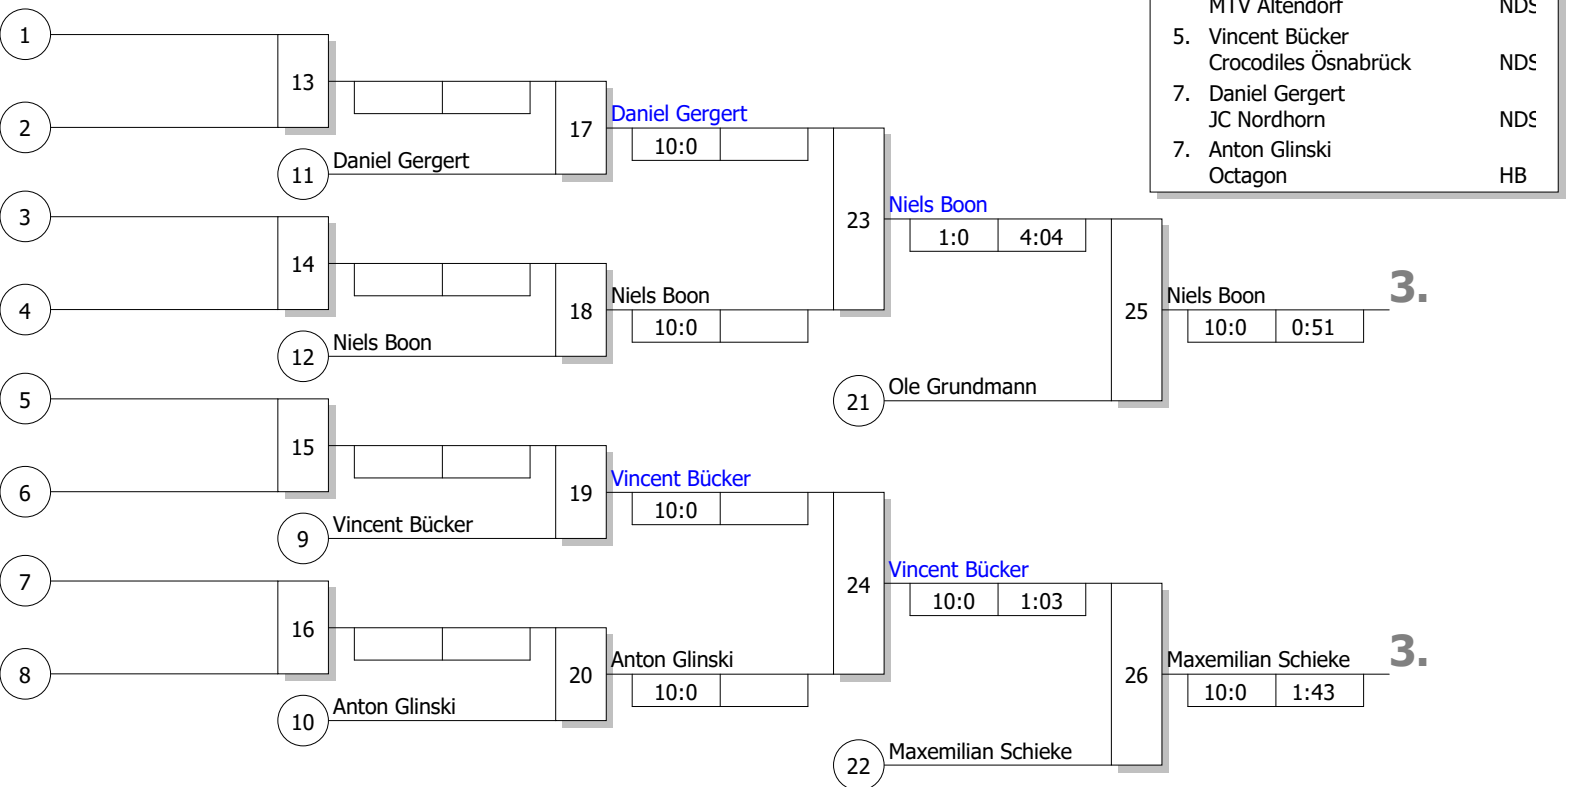 MTV Altendorf NDS
5. Vincent Bücker
Crocodiles Ösnabrück NDS
7. Daniel Gergert
JC Nordhorn NDS
7. Anton Glinski
Octagon HB
1
13
2
17
Daniel Gergert
10:0
11 Daniel Gergert
3
14
4
18
Niels Boon
10:0
12 Niels Boon
23
Niels Boon
1:0 4:04
25
Niels Boon 3.
10:0 0:51
21 Ole Grundmann
5
15
6
19
Vincent Bücker
10:0
9 Vincent Bücker
7
16
8
20
Anton Glinski
10:0
10 Anton Glinski
24
Vincent Bücker
10:0 1:03
26
Maxemilian Schieke 3.
10:0 1:43
22 Maxemilian Schieke